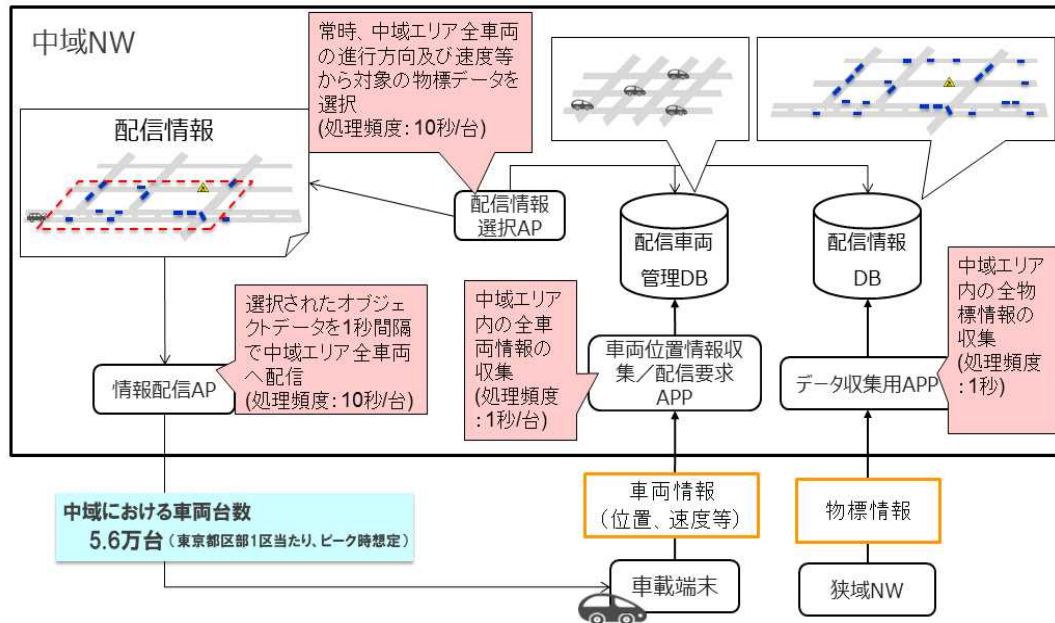 中域NW
常時、中域エリア全車両
の進行方向及び速度等
から対象の物標データを
選択
(処理頻度：10秒/台)
配信情報
配信情報
選択AP
配信車両
管理DB
配信情報
DB
選択されたオブジェ
クトデータを1秒間隔
で中域エリア全車両
へ配信
(処理頻度：10秒/台)
情報配信AP
中域エリア
内の全車
両情報の
収集
(処理頻度
：1秒/台)
車両位置情報収
集／配信要求
APP
データ収集用APP
中域エリア
内の全物
標情報の
収集
(処理頻度
：1秒)
中域における車両台数
5.6万台（東京都区部1区当たり、ピーク時想定）
車両情報
（位置、速度等）
物標情報
車載端末
狭域NW